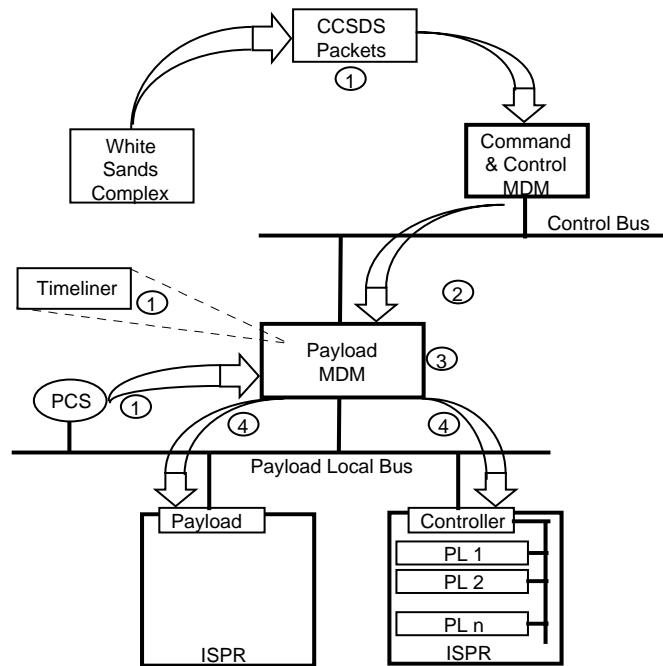 CCSDS
Packets
1
White
Sands
Complex
Command
& Control
MDM
Control Bus
Timeliner
1
2
Payload
MDM
3
PCS
1
4
4
Payload Local Bus
Payload
Controller
PL 1
PL 2
PL n
ISPR
ISPR